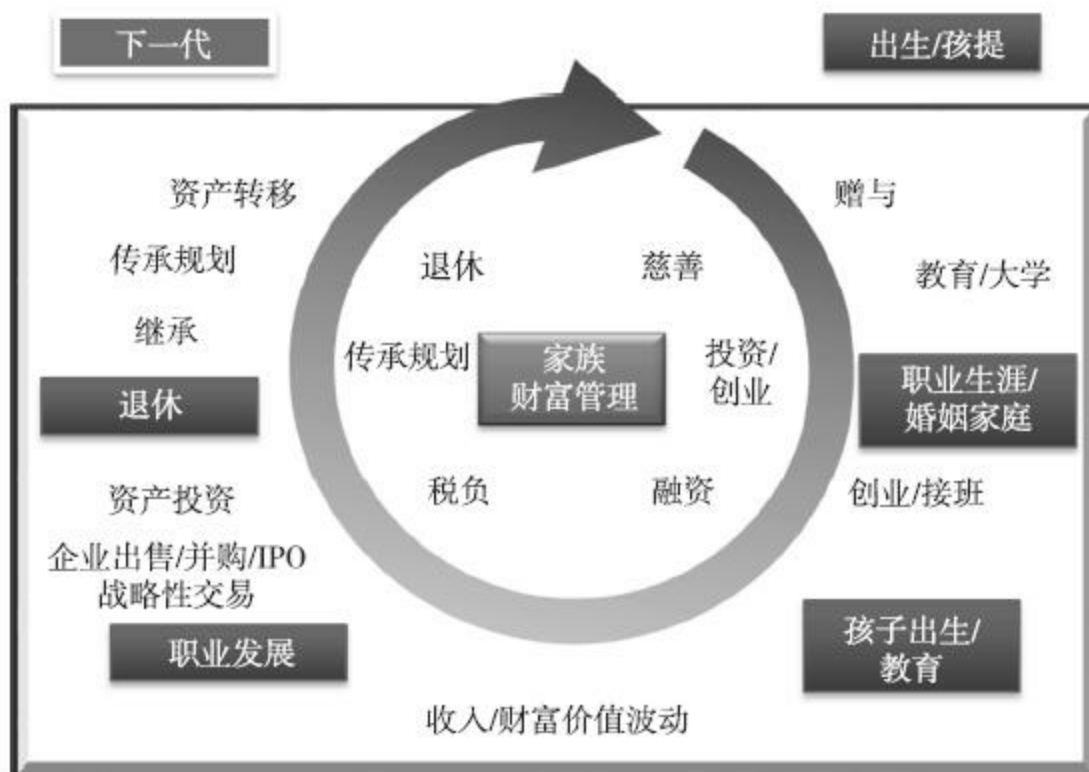 下一代
出生/孩提
资产转移
赠与
传承规划
退休
慈善
教育/大学
继承
传承规划
家族
财富管理
投资/
创业
职业生涯/
婚姻家庭
退休
资产投资
税负
融资
创业/接班
企业出售/并购/IPO
战略性交易
职业发展
孩子出生/
教育
收入/财富价值波动